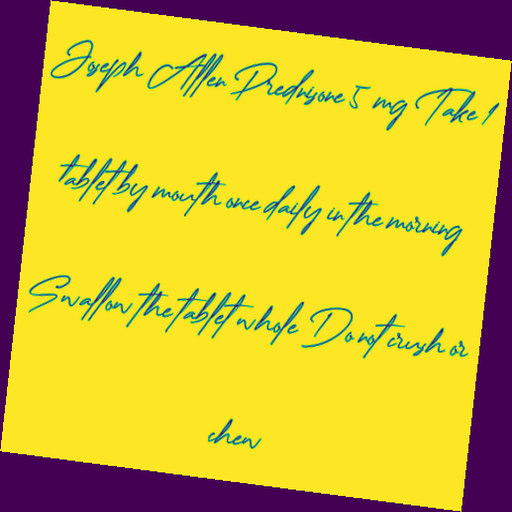 Joseph Allen Prednisone 5 mg Take 1
tablet by mouth once daily in the morning
Swallow the tablet whole Do not crush or
chew